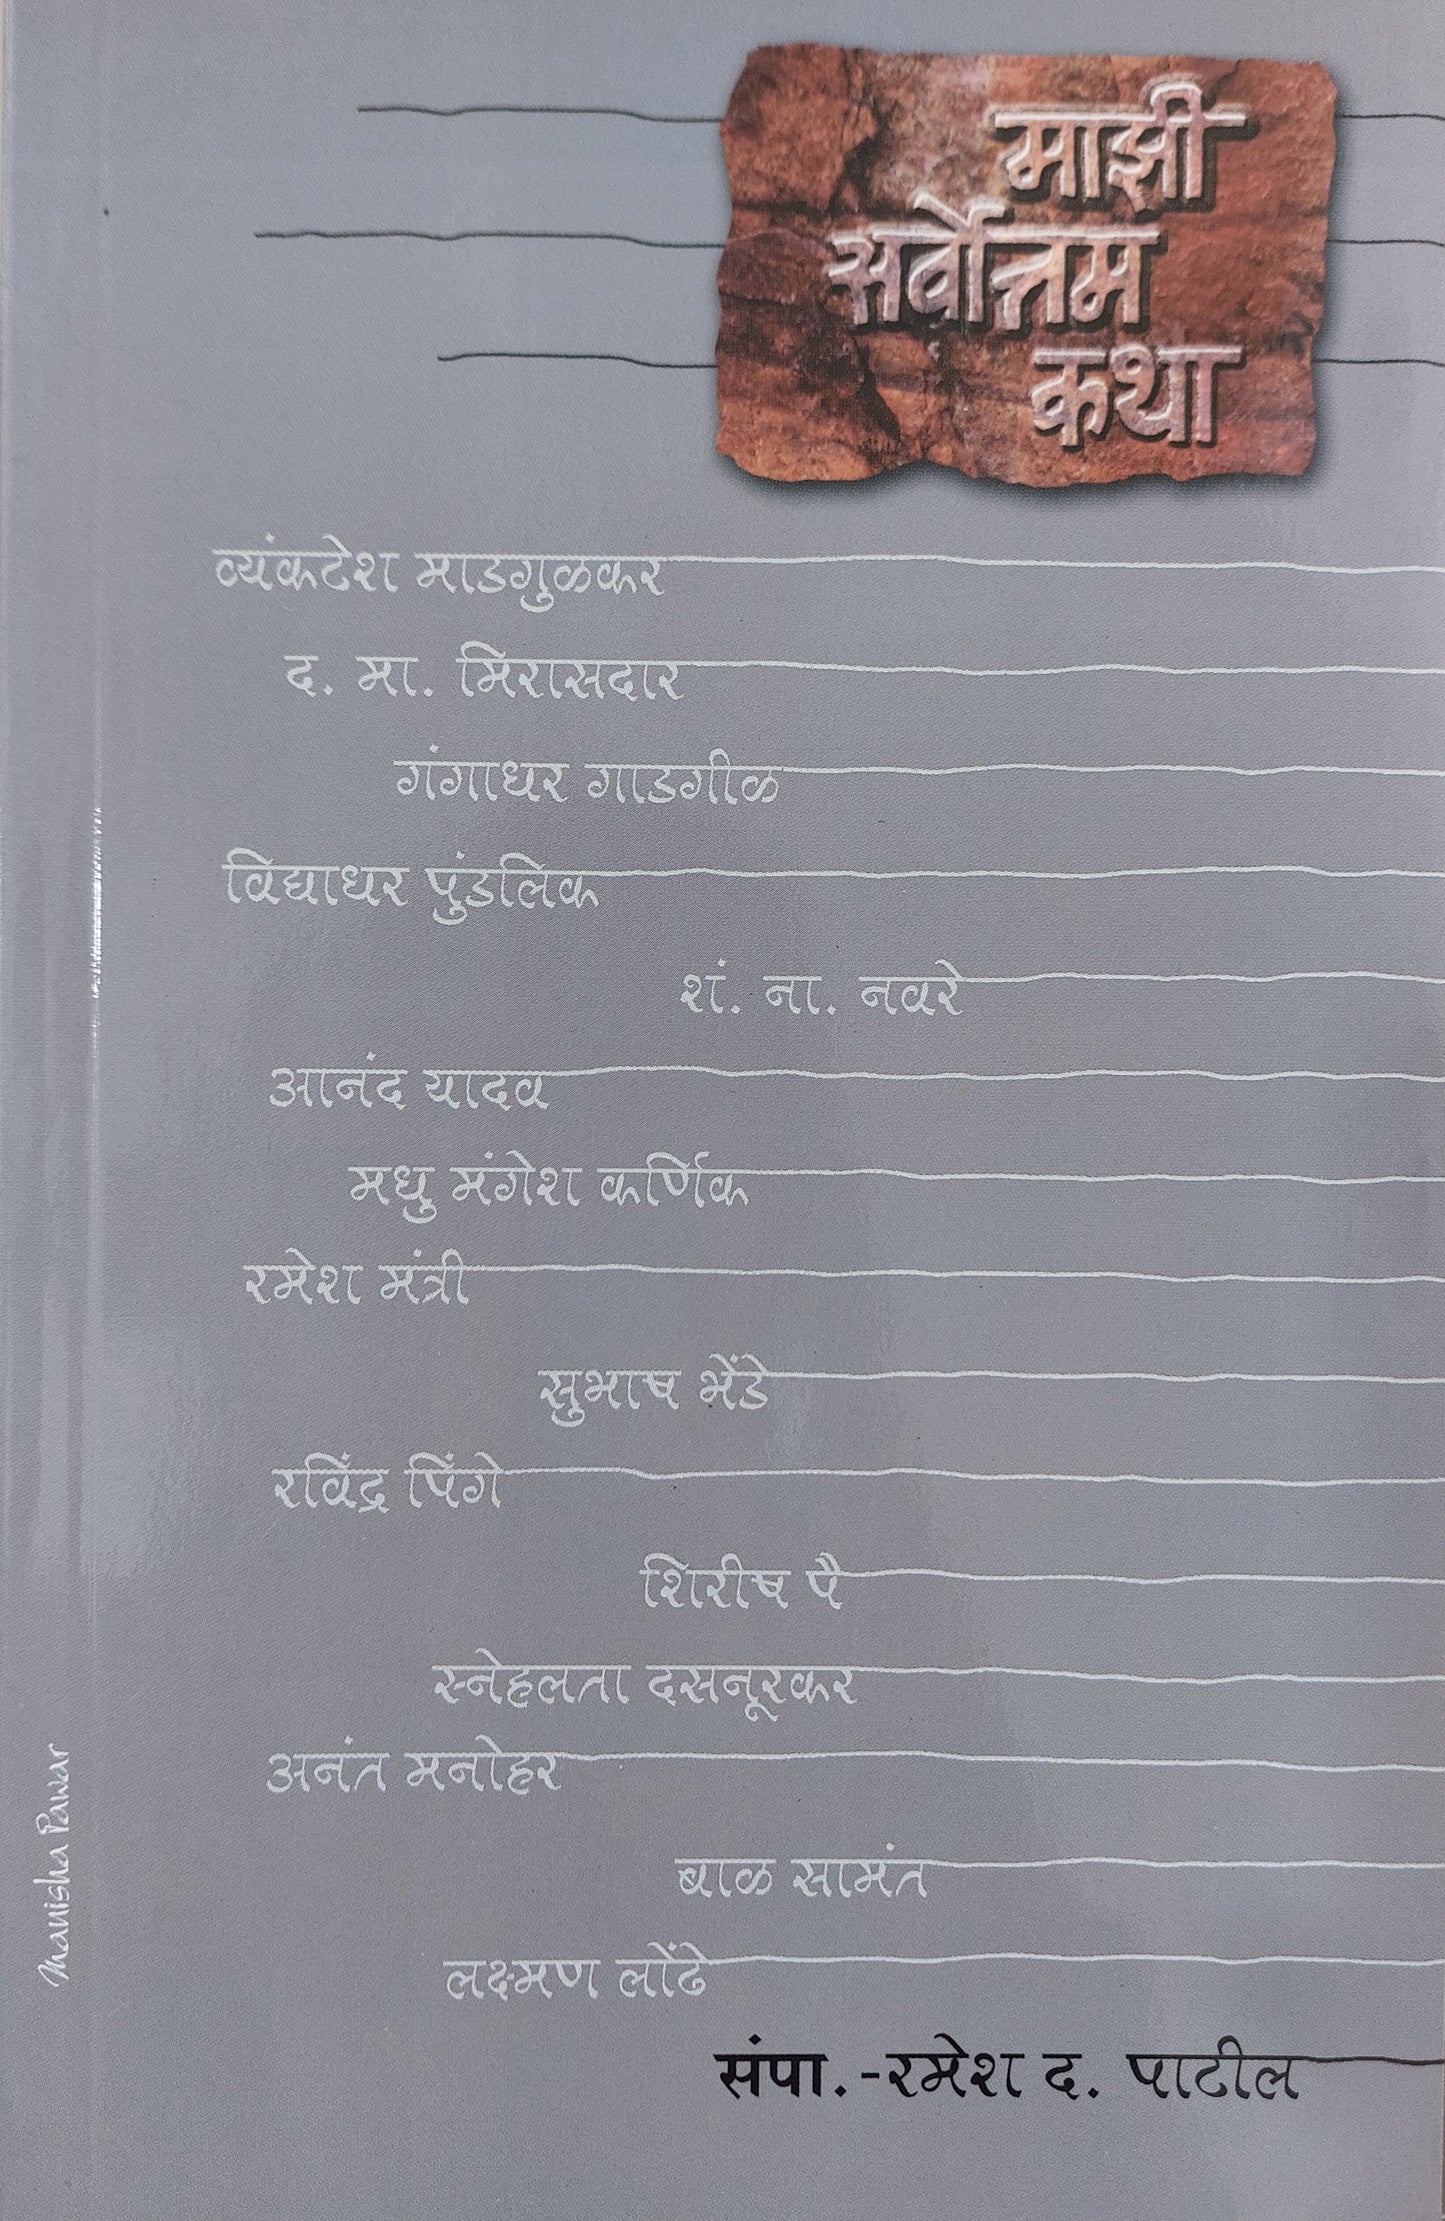 माझी
सर्वोत्तम
कथा
व्यंकटेश माडगुळकर
द. मा. मिरासदार
गंगाधर गाडगीळ
विद्याधर पुंडलिक
शं. ना. नवरे
आनंद यादव
मधु मंगेश कर्णिक
रमेश मंत्री
सुभाष भेंडे
रविंद्र पिंगे
शिरीष पै
स्नेहलता दसनूरकर
अनंत मनोहर
बाळ सामंत
लक्ष्मण लोंढे
संपा.-रमेश द. पाटील
Manisha Pawar